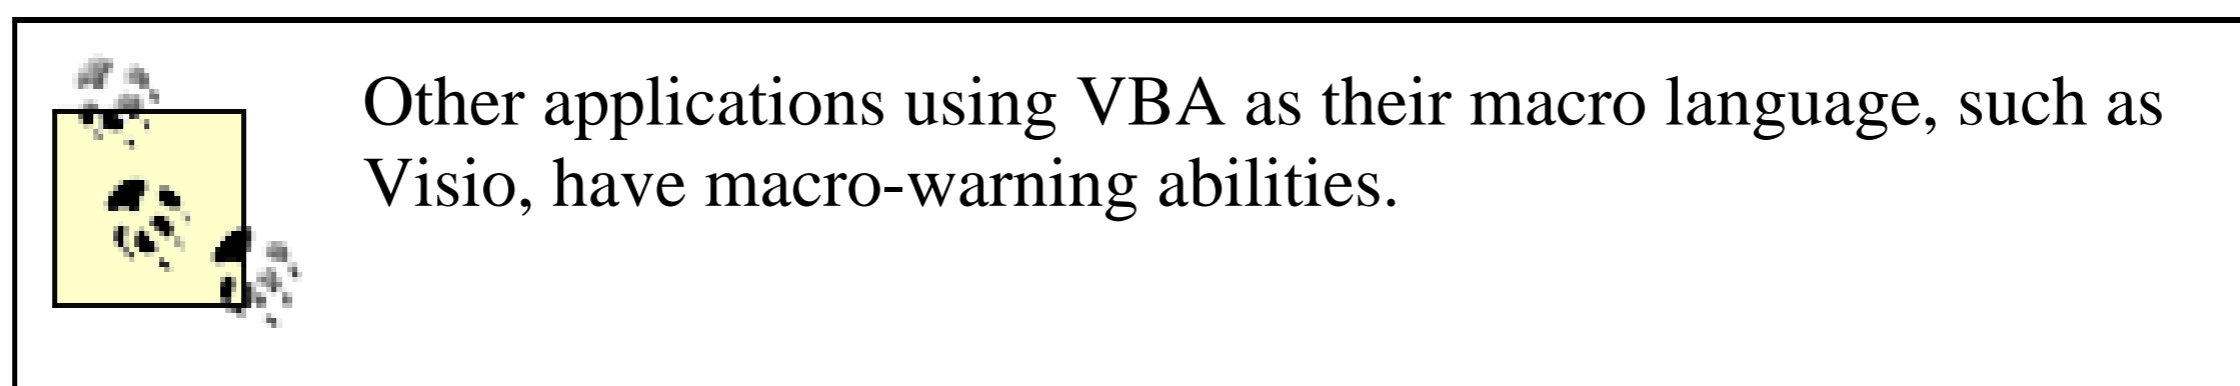 Other applications using VBA as their macro language, such as
Visio, have macro-warning abilities.